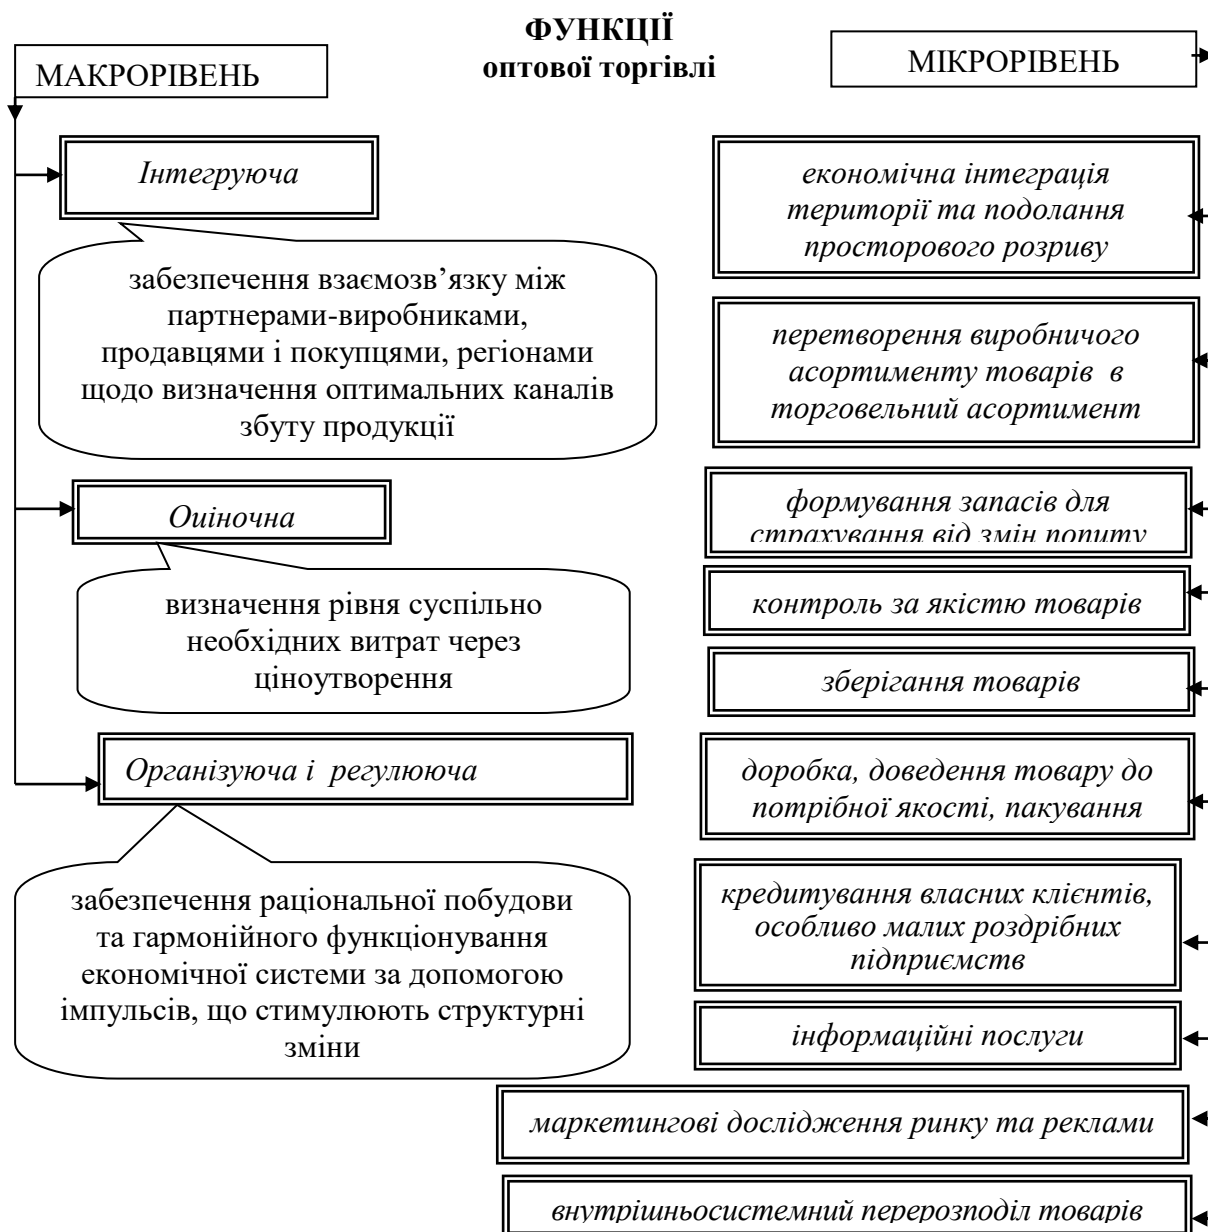 ФУНКЦІЇ
оптової торгівлі
МАКРОРІВЕНЬ
МІКРОРІВЕНЬ
Інтегруюча
забезпечення взаємозв’язку між
партнерами-виробниками,
продавцями і покупцями, регіонами
щодо визначення оптимальних каналів
збуту продукції
Оціночна
визначення рівня суспільно
необхідних витрат через
ціноутворення
Організуюча і регулююча
забезпечення раціональної побудови
та гармонійного функціонування
економічної системи за допомогою
імпульсів, що стимулюють структурні
зміни
економічна інтеграція
території та подолання
просторового розриву
перетворення виробничого
асортименту товарів в
торговельний асортимент
формування запасів для
страхування від змін попиту
контроль за якістю товарів
зберігання товарів
доробка, доведення товару до
потрібної якості, пакування
кредитування власних клієнтів,
особливо малих роздрібних
підприємств
інформаційні послуги
маркетингові дослідження ринку та реклами
внутрішньосистемний перерозподіл товарів